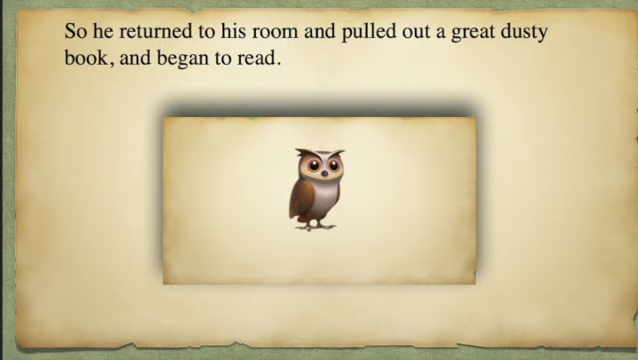 So he returned to his room and pulled out a great dusty
book, and began to read.